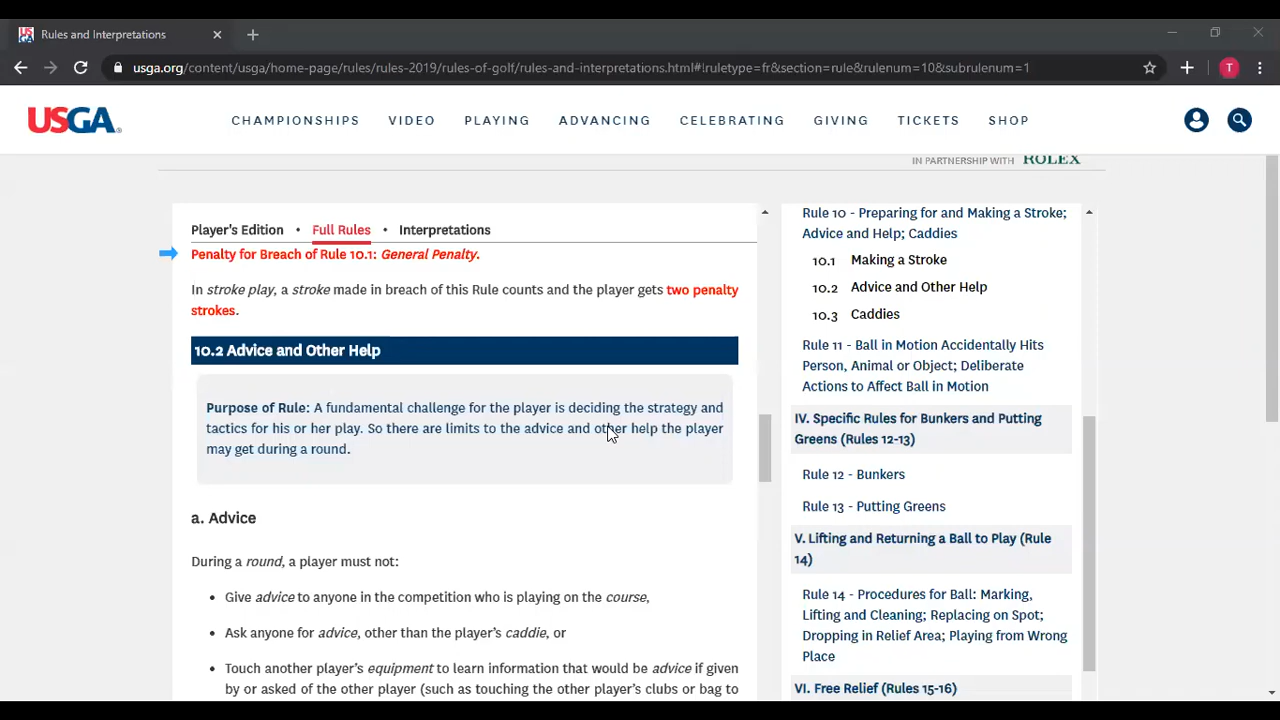 USGA Rules and Interpretations
usga.org/content/usga/home-page/rules/rules-2019/rules-of-golf/rules-and-interpretations.html#!ruletype=fr&section=rule&rulenum=10&subrulenum=1
T
USGA
CHAMPIONSHIPS VIDEO PLAYING ADVANCING CELEBRATING GIVING TICKETS SHOP
IN PARTNERSHIP WITH ROLEX
Player's Edition • Full Rules • Interpretations
Penalty for Breach of Rule 10.1: General Penalty.
In stroke play, a stroke made in breach of this Rule counts and the player gets two penalty
strokes.
10.2 Advice and Other Help
Purpose of Rule: A fundamental challenge for the player is deciding the strategy and
tactics for his or her play. So there are limits to the advice and other help the player
may get during a round.
a. Advice
During a round, a player must not:
• Give advice to anyone in the competition who is playing on the course,
• Ask anyone for advice, other than the player’s caddie, or
• Touch another player’s equipment to learn information that would be advice if given
by or asked of the other player (such as touching the other player’s clubs or bag to
Rule 10 - Preparing for and Making a Stroke;
Advice and Help; Caddies
10.1 Making a Stroke
10.2 Advice and Other Help
10.3 Caddies
Rule 11 - Ball in Motion Accidentally Hits
Person, Animal or Object; Deliberate
Actions to Affect Ball in Motion
IV. Specific Rules for Bunkers and Putting
Greens (Rules 12-13)
Rule 12 - Bunkers
Rule 13 - Putting Greens
V. Lifting and Returning a Ball to Play (Rule
14)
Rule 14 - Procedures for Ball: Marking,
Lifting and Cleaning; Replacing on Spot;
Dropping in Relief Area; Playing from Wrong
Place
VI. Free Relief (Rules 15-16)